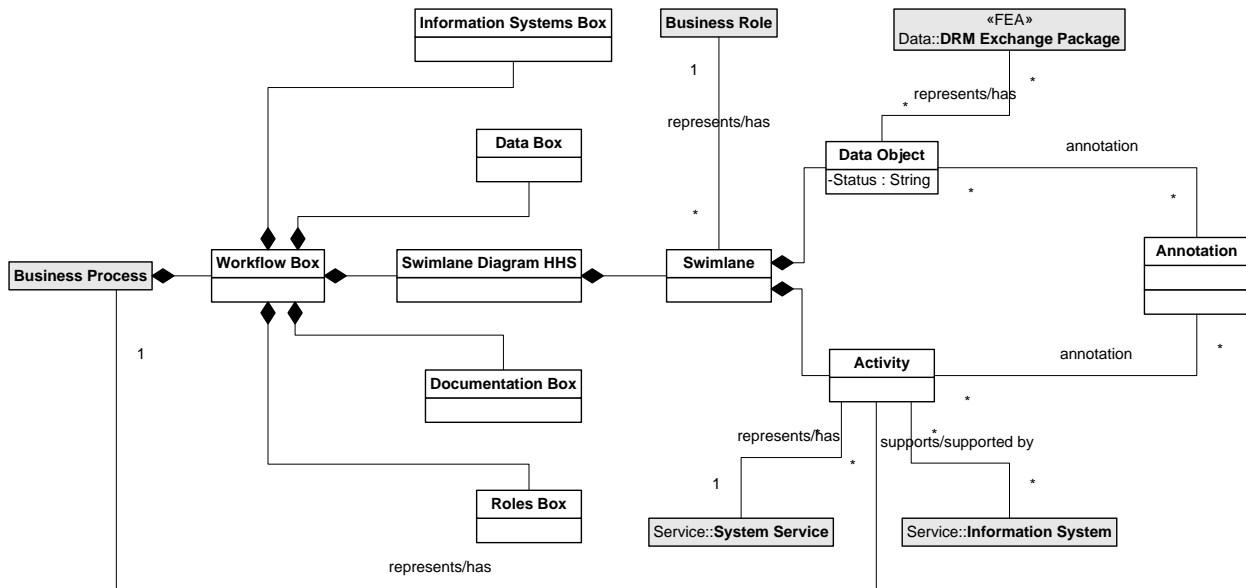 Information Systems Box
Business Role
«FEA»
Data::DRM Exchange Package
1
*
represents/has
*
represents/has
Data Box
Data Object
-Status : String
annotation
*
*
*
Business Process
Workflow Box
Swimlane Diagram HHS
Swimlane
Annotation
1
Documentation Box
Activity
annotation
*
*
represents/has
*
*
supports/supported by
*
1
*
Roles Box
Service::System Service
Service::Information System
represents/has